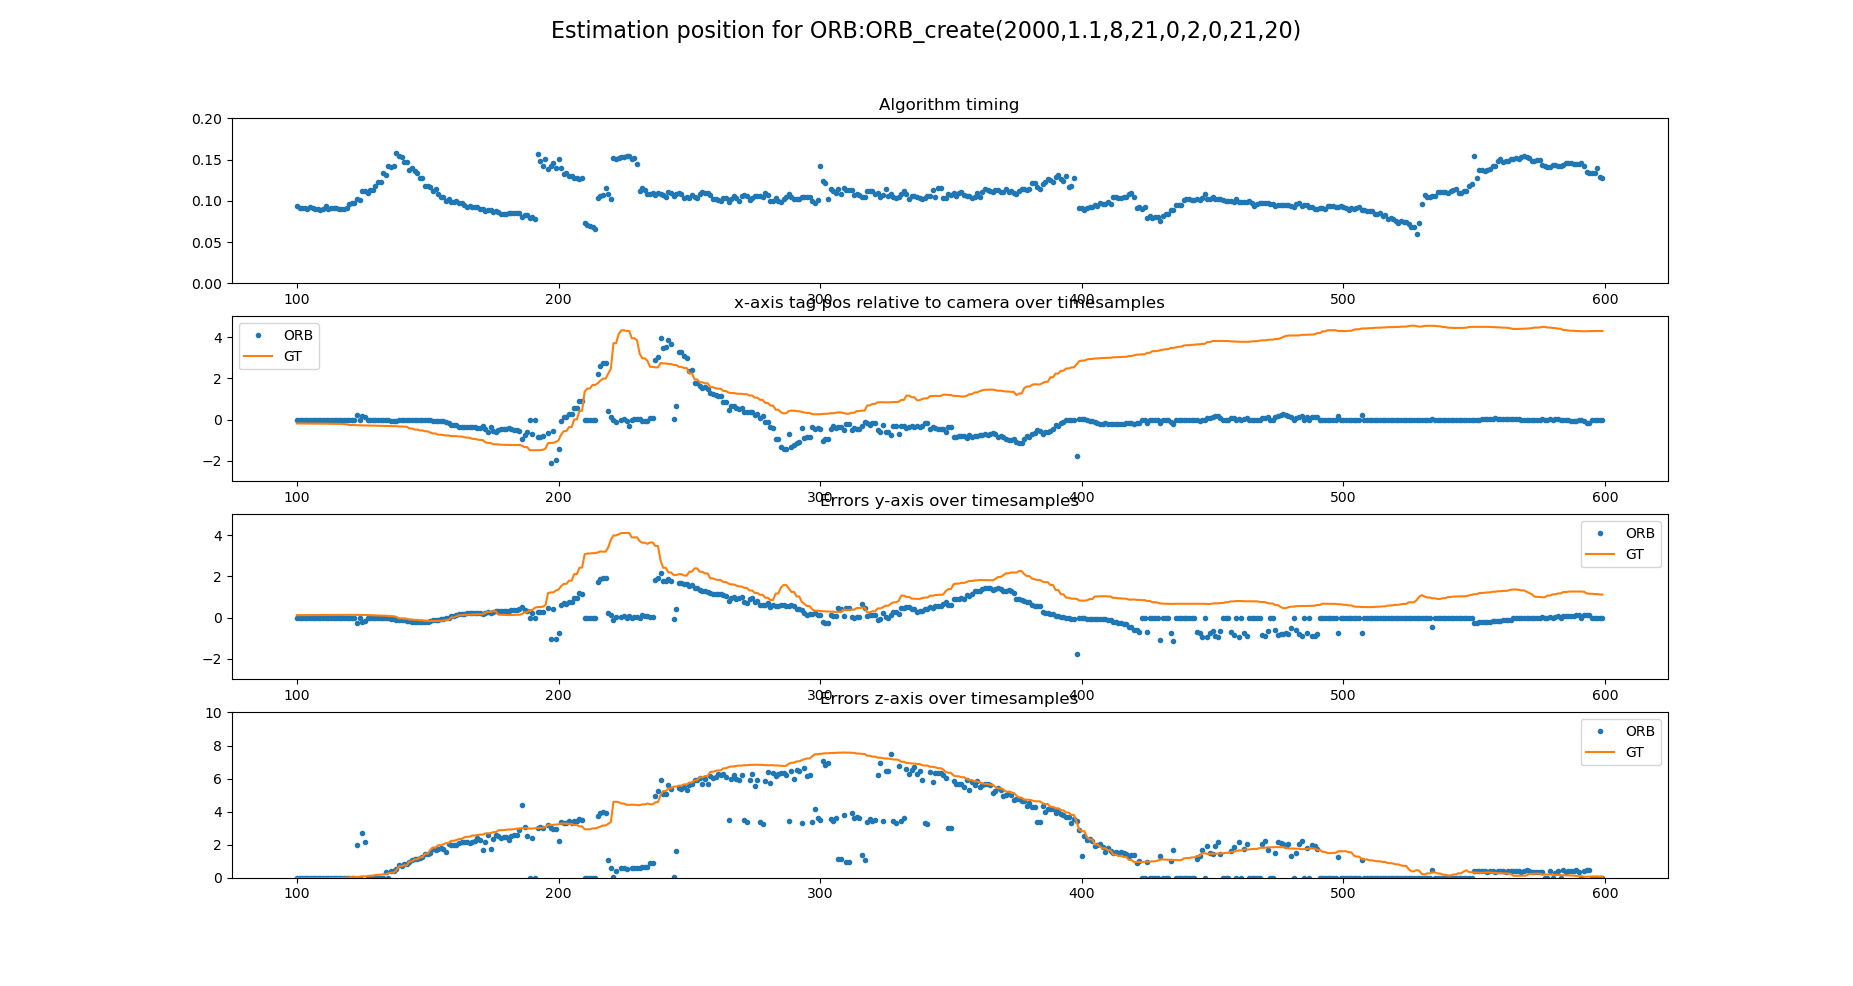 Estimation position for ORB:ORB_create(2000,1.1,8,21,0,2,0,21,20)
Algorithm timing
0.20
0.15
0.10
0.05
0.00
100 200 300 400 500 600
x-axis tag pos relative to camera over timesamples
ORB
GT
4
2
0
−2
100 200 300 400 500 600
Errors y-axis over timesamples
ORB
GT
4
2
0
−2
100 200 300 400 500 600
Errors z-axis over timesamples
ORB
GT
10
8
6
4
2
0
100 200 300 400 500 600